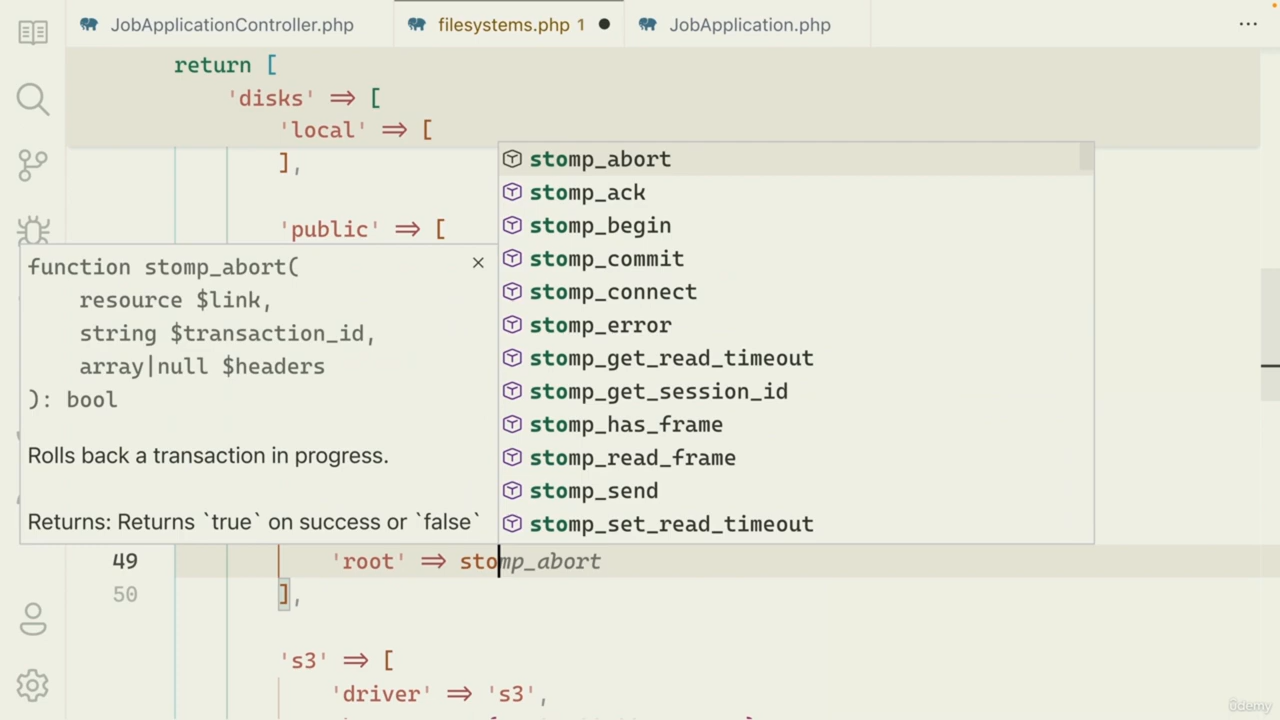 JobApplicationController.php
filesystems.php 1
JobApplication.php
return [
'disks' => [
'local' => [
],
'public' => [
function stomp_abort(
resource $link,
string $transaction_id,
array|null $headers
): bool
Rolls back a transaction in progress.
Returns: Returns `true` on success or `false`
stomp_abort
stomp_ack
stomp_begin
stomp_commit
stomp_connect
stomp_error
stomp_get_read_timeout
stomp_get_session_id
stomp_has_frame
stomp_read_frame
stomp_send
stomp_set_read_timeout
49 'root' => stomp_abort
50 ],
's3' => [
'driver' => 's3',
ûdemy